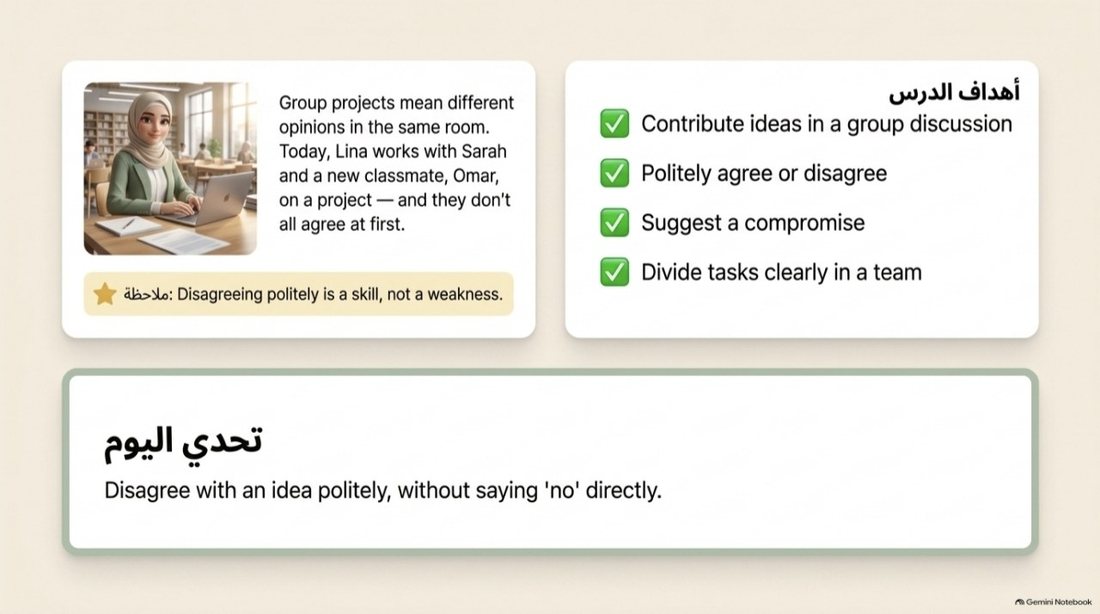 Group projects mean different
opinions in the same room.
Today, Lina works with Sarah
and a new classmate, Omar,
on a project — and they don't
all agree at first.
ملاحظة: Disagreeing politely is a skill, not a weakness.
أهداف الدرس
Contribute ideas in a group discussion
Politely agree or disagree
Suggest a compromise
Divide tasks clearly in a team
تحدي اليوم
Disagree with an idea politely, without saying 'no' directly.
Gemini Notebook